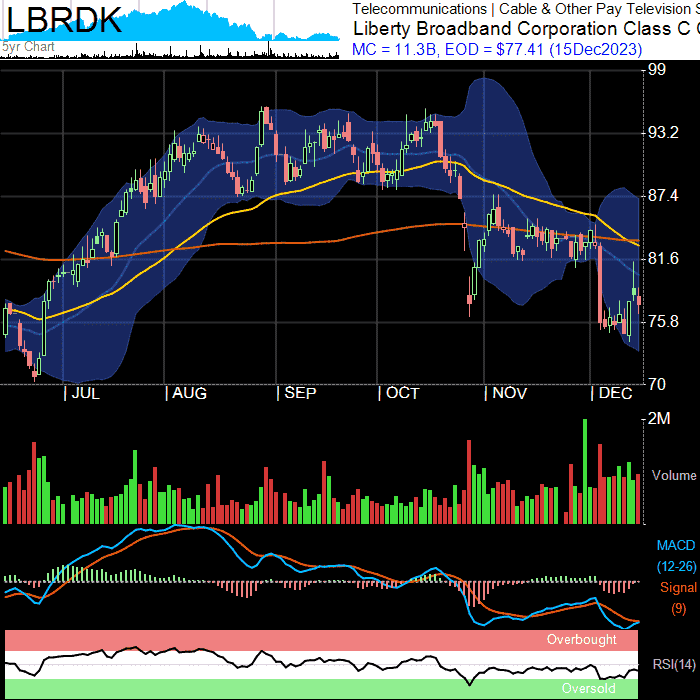 LBRDK
5yr Chart
Telecommunications | Cable & Other Pay Television S
Liberty Broadband Corporation Class C C
MC = 11.3B, EOD = $77.41 (15Dec2023)
99
93.2
87.4
81.6
75.8
70
JUL AUG SEP OCT NOV DEC
2M
Volume
MACD
(12-26)
Signal
(9)
Overbought
RSI(14)
Oversold